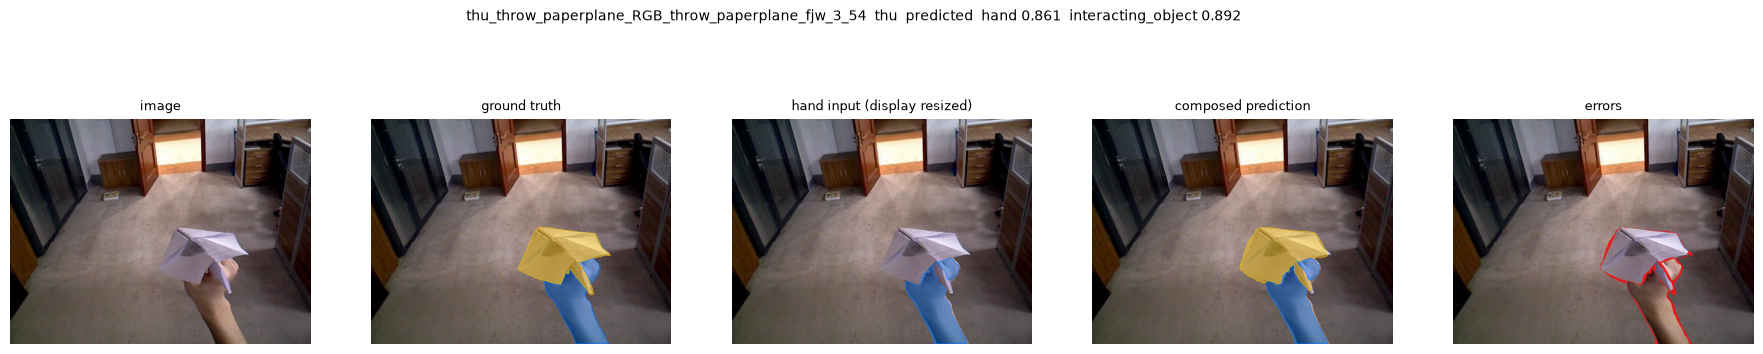 thu_throw_paperplane_RGB_throw_paperplane_fjw_3_54  thu  predicted  hand 0.861  interacting_object 0.892
image
ground truth
hand input (display resized)
composed prediction
errors